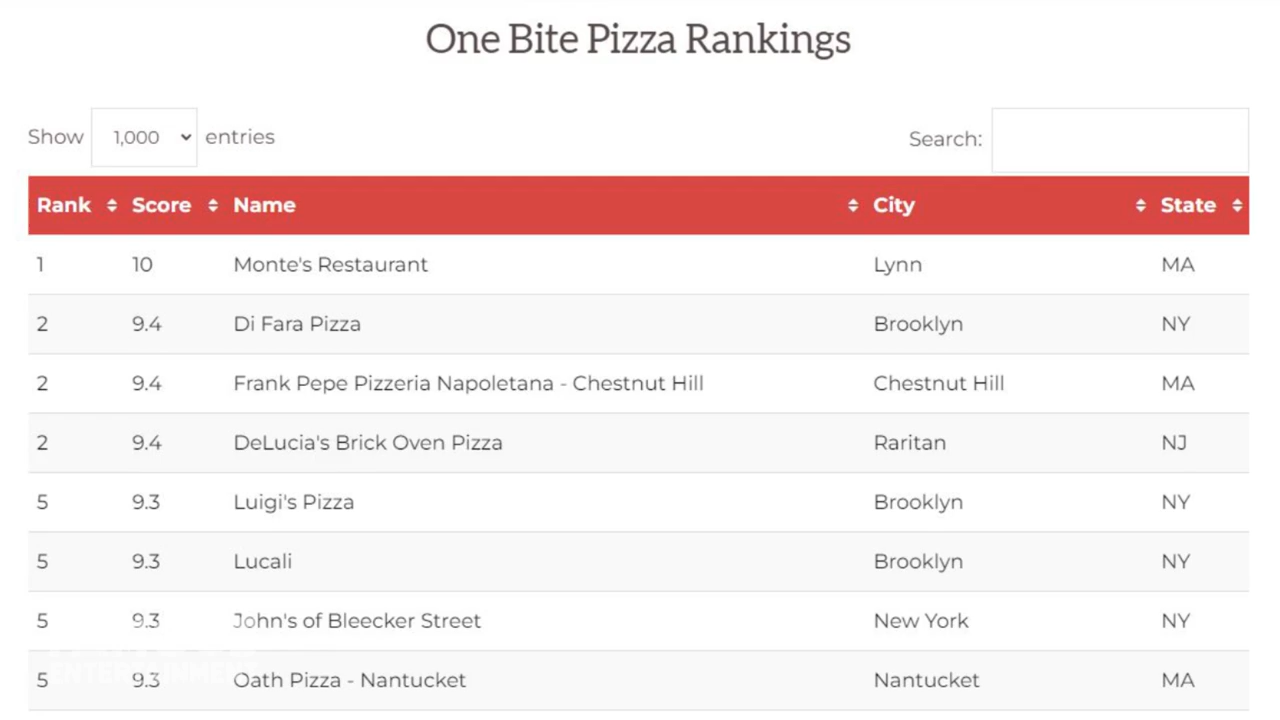 One Bite Pizza Rankings
Show 1,000 entries Search:
Rank Score Name City State
1 10 Monte's Restaurant Lynn MA
2 9.4 Di Fara Pizza Brooklyn NY
2 9.4 Frank Pepe Pizzeria Napoletana - Chestnut Hill Chestnut Hill MA
2 9.4 DeLucia's Brick Oven Pizza Raritan NJ
5 9.3 Luigi's Pizza Brooklyn NY
5 9.3 Lucali Brooklyn NY
5 9.3 John's of Bleecker Street New York NY
5 9.3 Oath Pizza - Nantucket Nantucket MA
ENTERTAINMENT